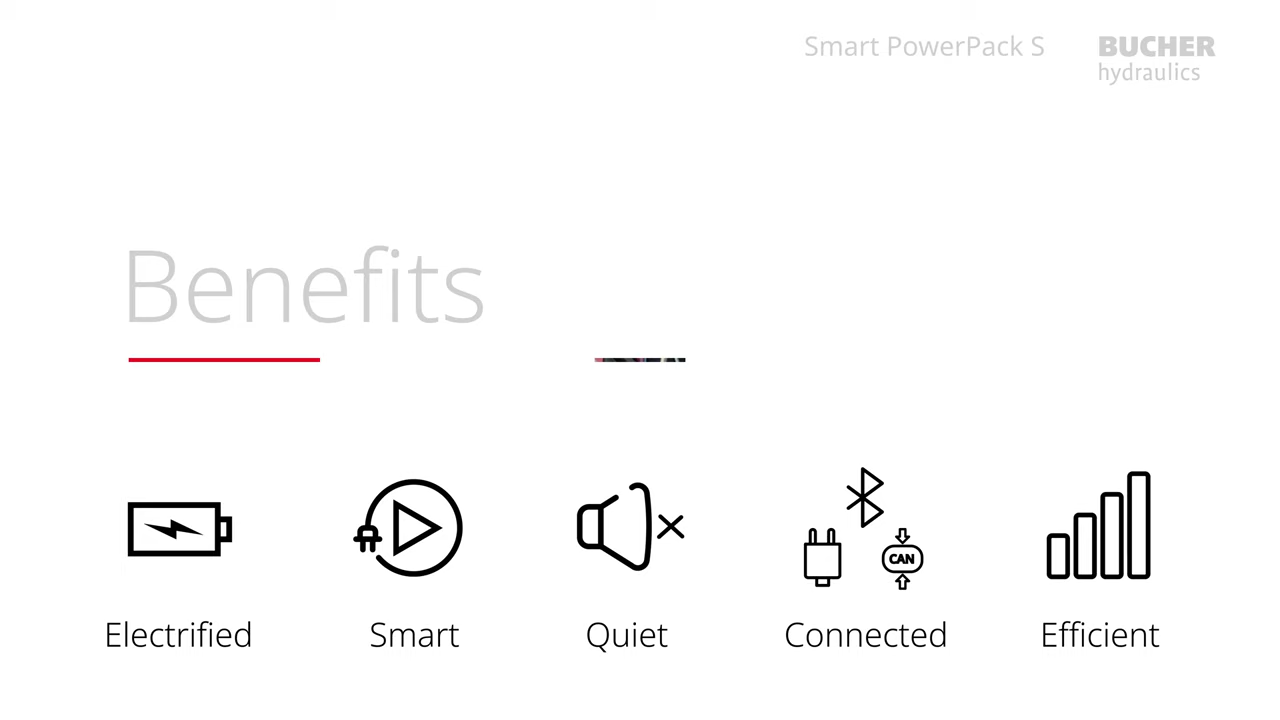 Smart PowerPack S
BUCHER
hydraulics
Benefits
CAN
Electrified
Smart
Quiet
Connected
Efficient